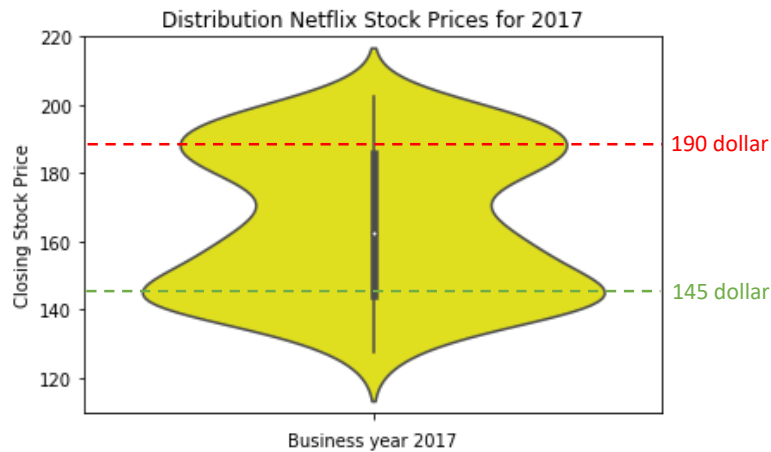 Distribution Netflix Stock Prices for 2017
220
200
180
160
140
120
Closing Stock Price
190 dollar
145 dollar
Business year 2017